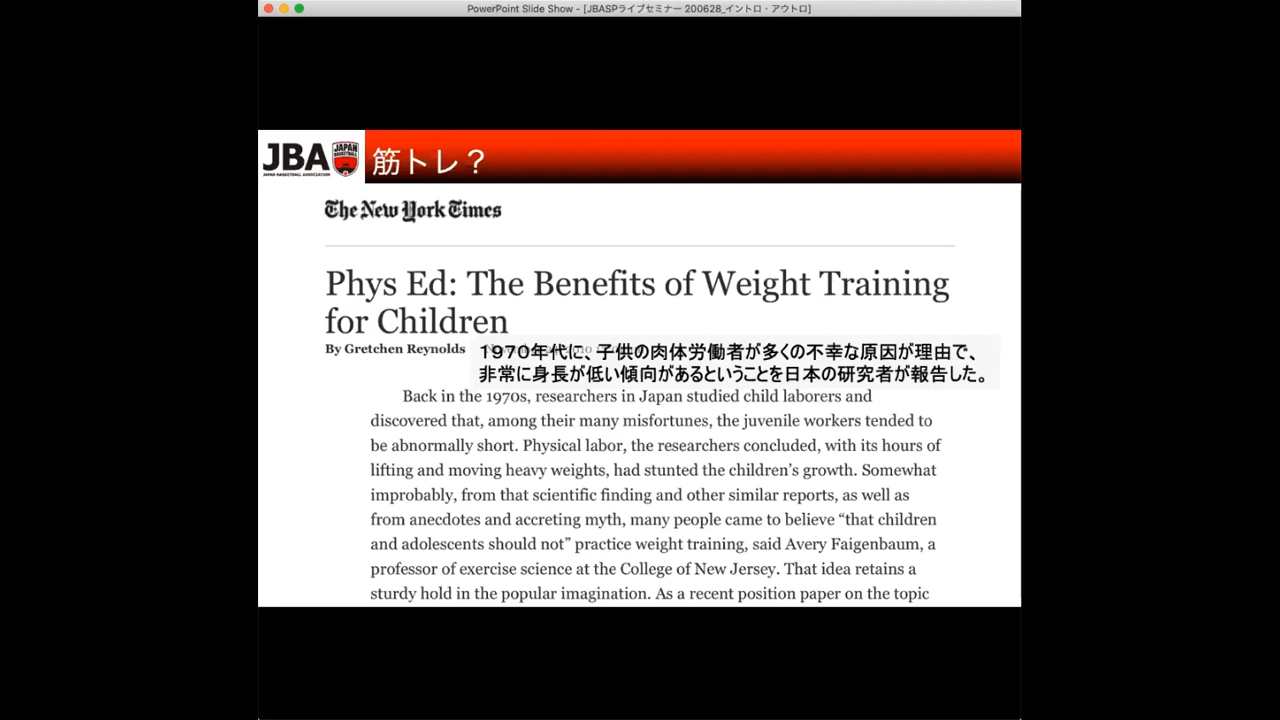 PowerPoint Slide Show - [JBASPライブセミナー 200628_イントロ・アウトロ]
JBA
JAPAN BASKETBALL ASSOCIATION
JAPAN
BASKETBALL
筋トレ？
The New York Times
Phys Ed: The Benefits of Weight Training
for Children
By Gretchen Reynolds
1970年代に、子供の肉体労働者が多くの不幸な原因が理由で、
非常に身長が低い傾向があるということを日本の研究者が報告した。
Back in the 1970s, researchers in Japan studied child laborers and
discovered that, among their many misfortunes, the juvenile workers tended to
be abnormally short. Physical labor, the researchers concluded, with its hours of
lifting and moving heavy weights, had stunted the children’s growth. Somewhat
improbably, from that scientific finding and other similar reports, as well as
from anecdotes and accreting myth, many people came to believe “that children
and adolescents should not” practice weight training, said Avery Faigenbaum, a
professor of exercise science at the College of New Jersey. That idea retains a
sturdy hold in the popular imagination. As a recent position paper on the topic